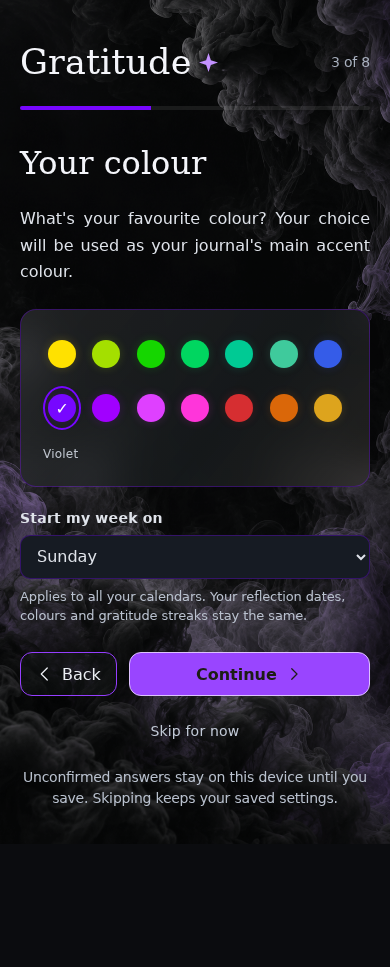 Gratitude
3 of 8
Your colour
What's your favourite colour? Your choice
will be used as your journal's main accent
colour.
✓
Violet
Start my week on
Sunday
Applies to all your calendars. Your reflection dates,
colours and gratitude streaks stay the same.
Back
Continue
Skip for now
Unconfirmed answers stay on this device until you
save. Skipping keeps your saved settings.